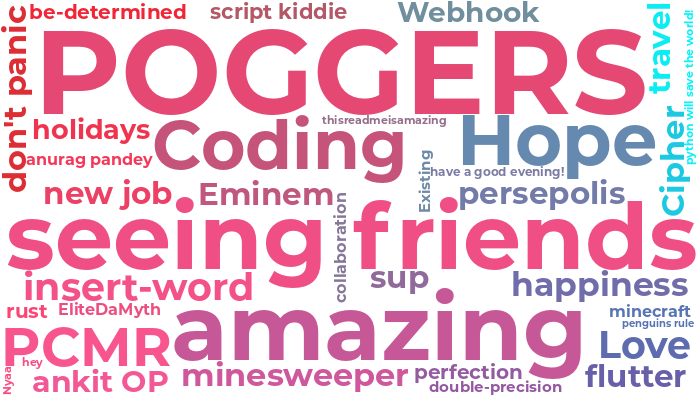 be-determined
script kiddie
Webhook
don't panic
POGGERS
travel
python will save the world!
holidays
Coding
thisreadmeisamazing
Hope
Cipher
anurag pandey
Existing
have a good evening!
new job
Eminem
persepolis
collaboration
seeing friends
insert-word
sup
happiness
rust
EliteDaMyth
amazing
minecraft
penguins rule
PCMR
hey
Love
Nyaa
ankit OP
minesweeper
perfection
double-precision
flutter